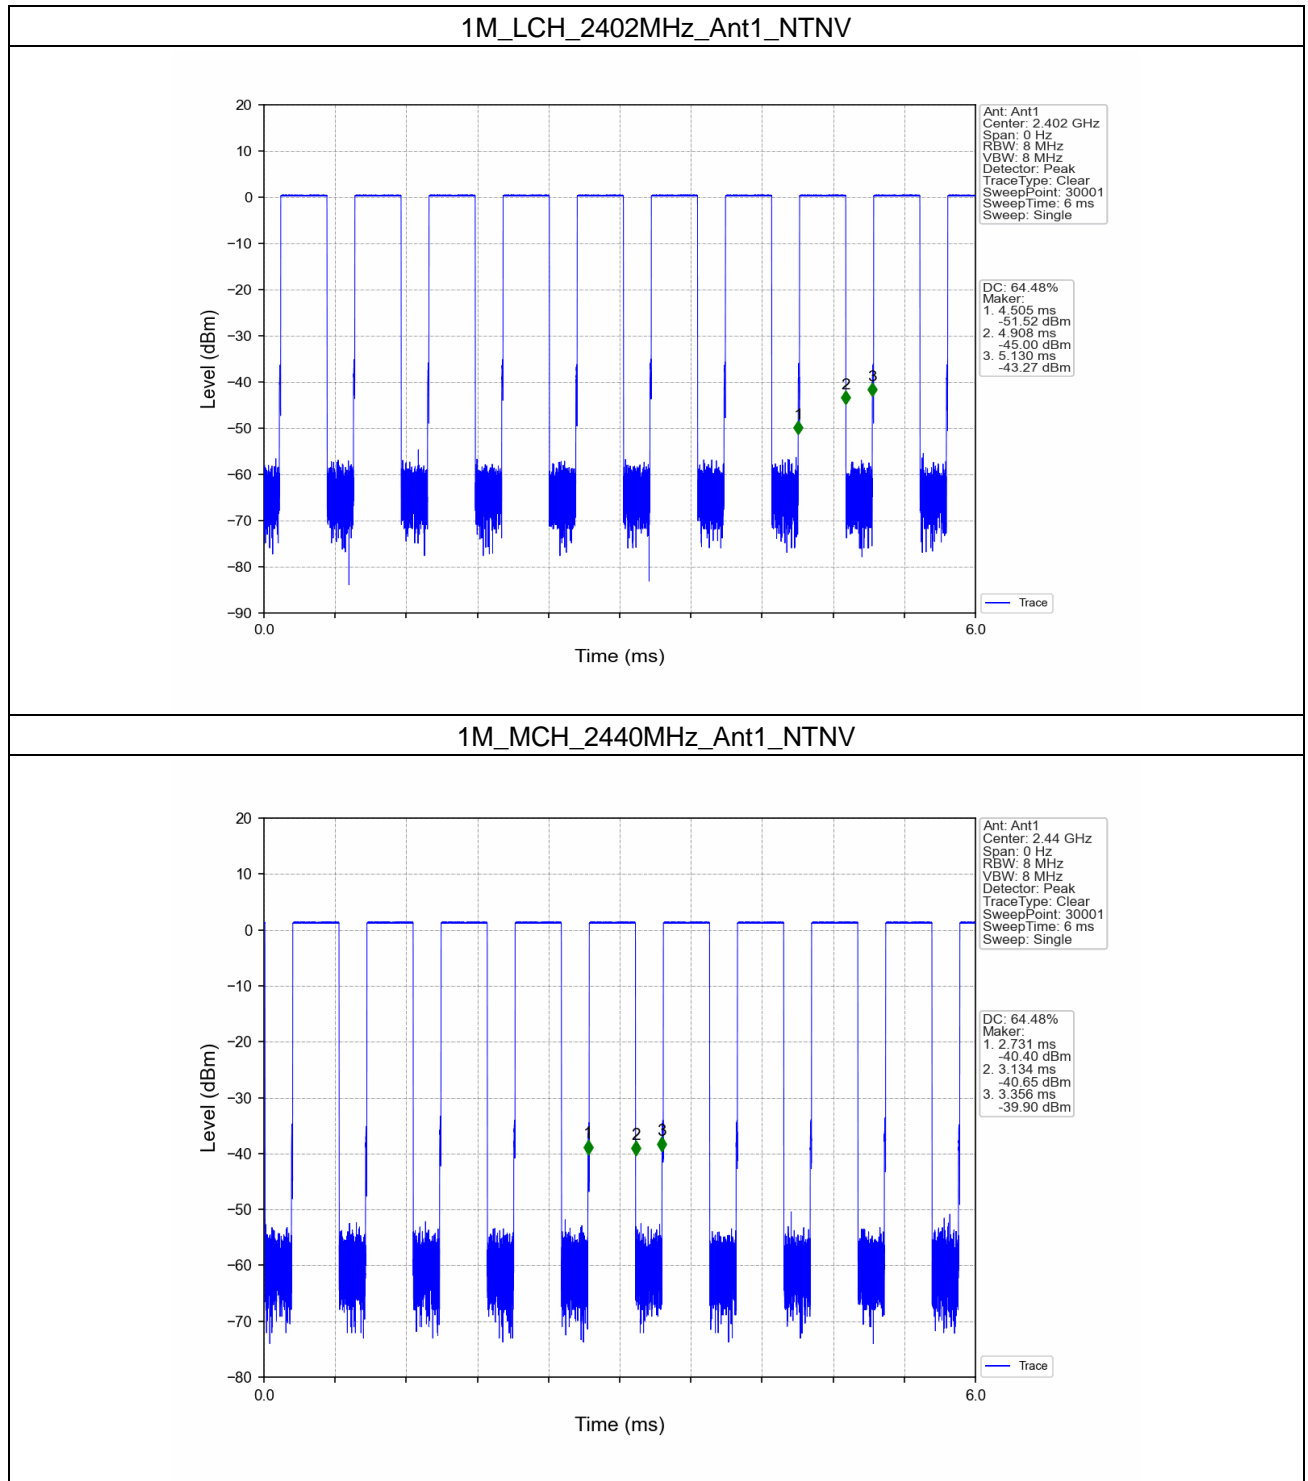 1M_LCH_2402MHz_Ant1_NTNV
20
10
0
−10
−20
−30
−40
−50
−60
−70
−80
−90
Level (dBm)
0.0
6.0
Time (ms)
1
2
3
Ant: Ant1
Center: 2.402 GHz
Span: 0 Hz
RBW: 8 MHz
VBW: 8 MHz
Detector: Peak
TraceType: Clear
SweepPoint: 30001
SweepTime: 6 ms
Sweep: Single
DC: 64.48%
Maker:
1. 4.505 ms
-51.52 dBm
2. 4.908 ms
-45.00 dBm
3. 5.130 ms
-43.27 dBm
Trace
1M_MCH_2440MHz_Ant1_NTNV
20
10
0
−10
−20
−30
−40
−50
−60
−70
−80
Level (dBm)
0.0
6.0
Time (ms)
1
2
3
Ant: Ant1
Center: 2.44 GHz
Span: 0 Hz
RBW: 8 MHz
VBW: 8 MHz
Detector: Peak
TraceType: Clear
SweepPoint: 30001
SweepTime: 6 ms
Sweep: Single
DC: 64.48%
Maker:
1. 2.731 ms
-40.40 dBm
2. 3.134 ms
-40.65 dBm
3. 3.356 ms
-39.90 dBm
Trace